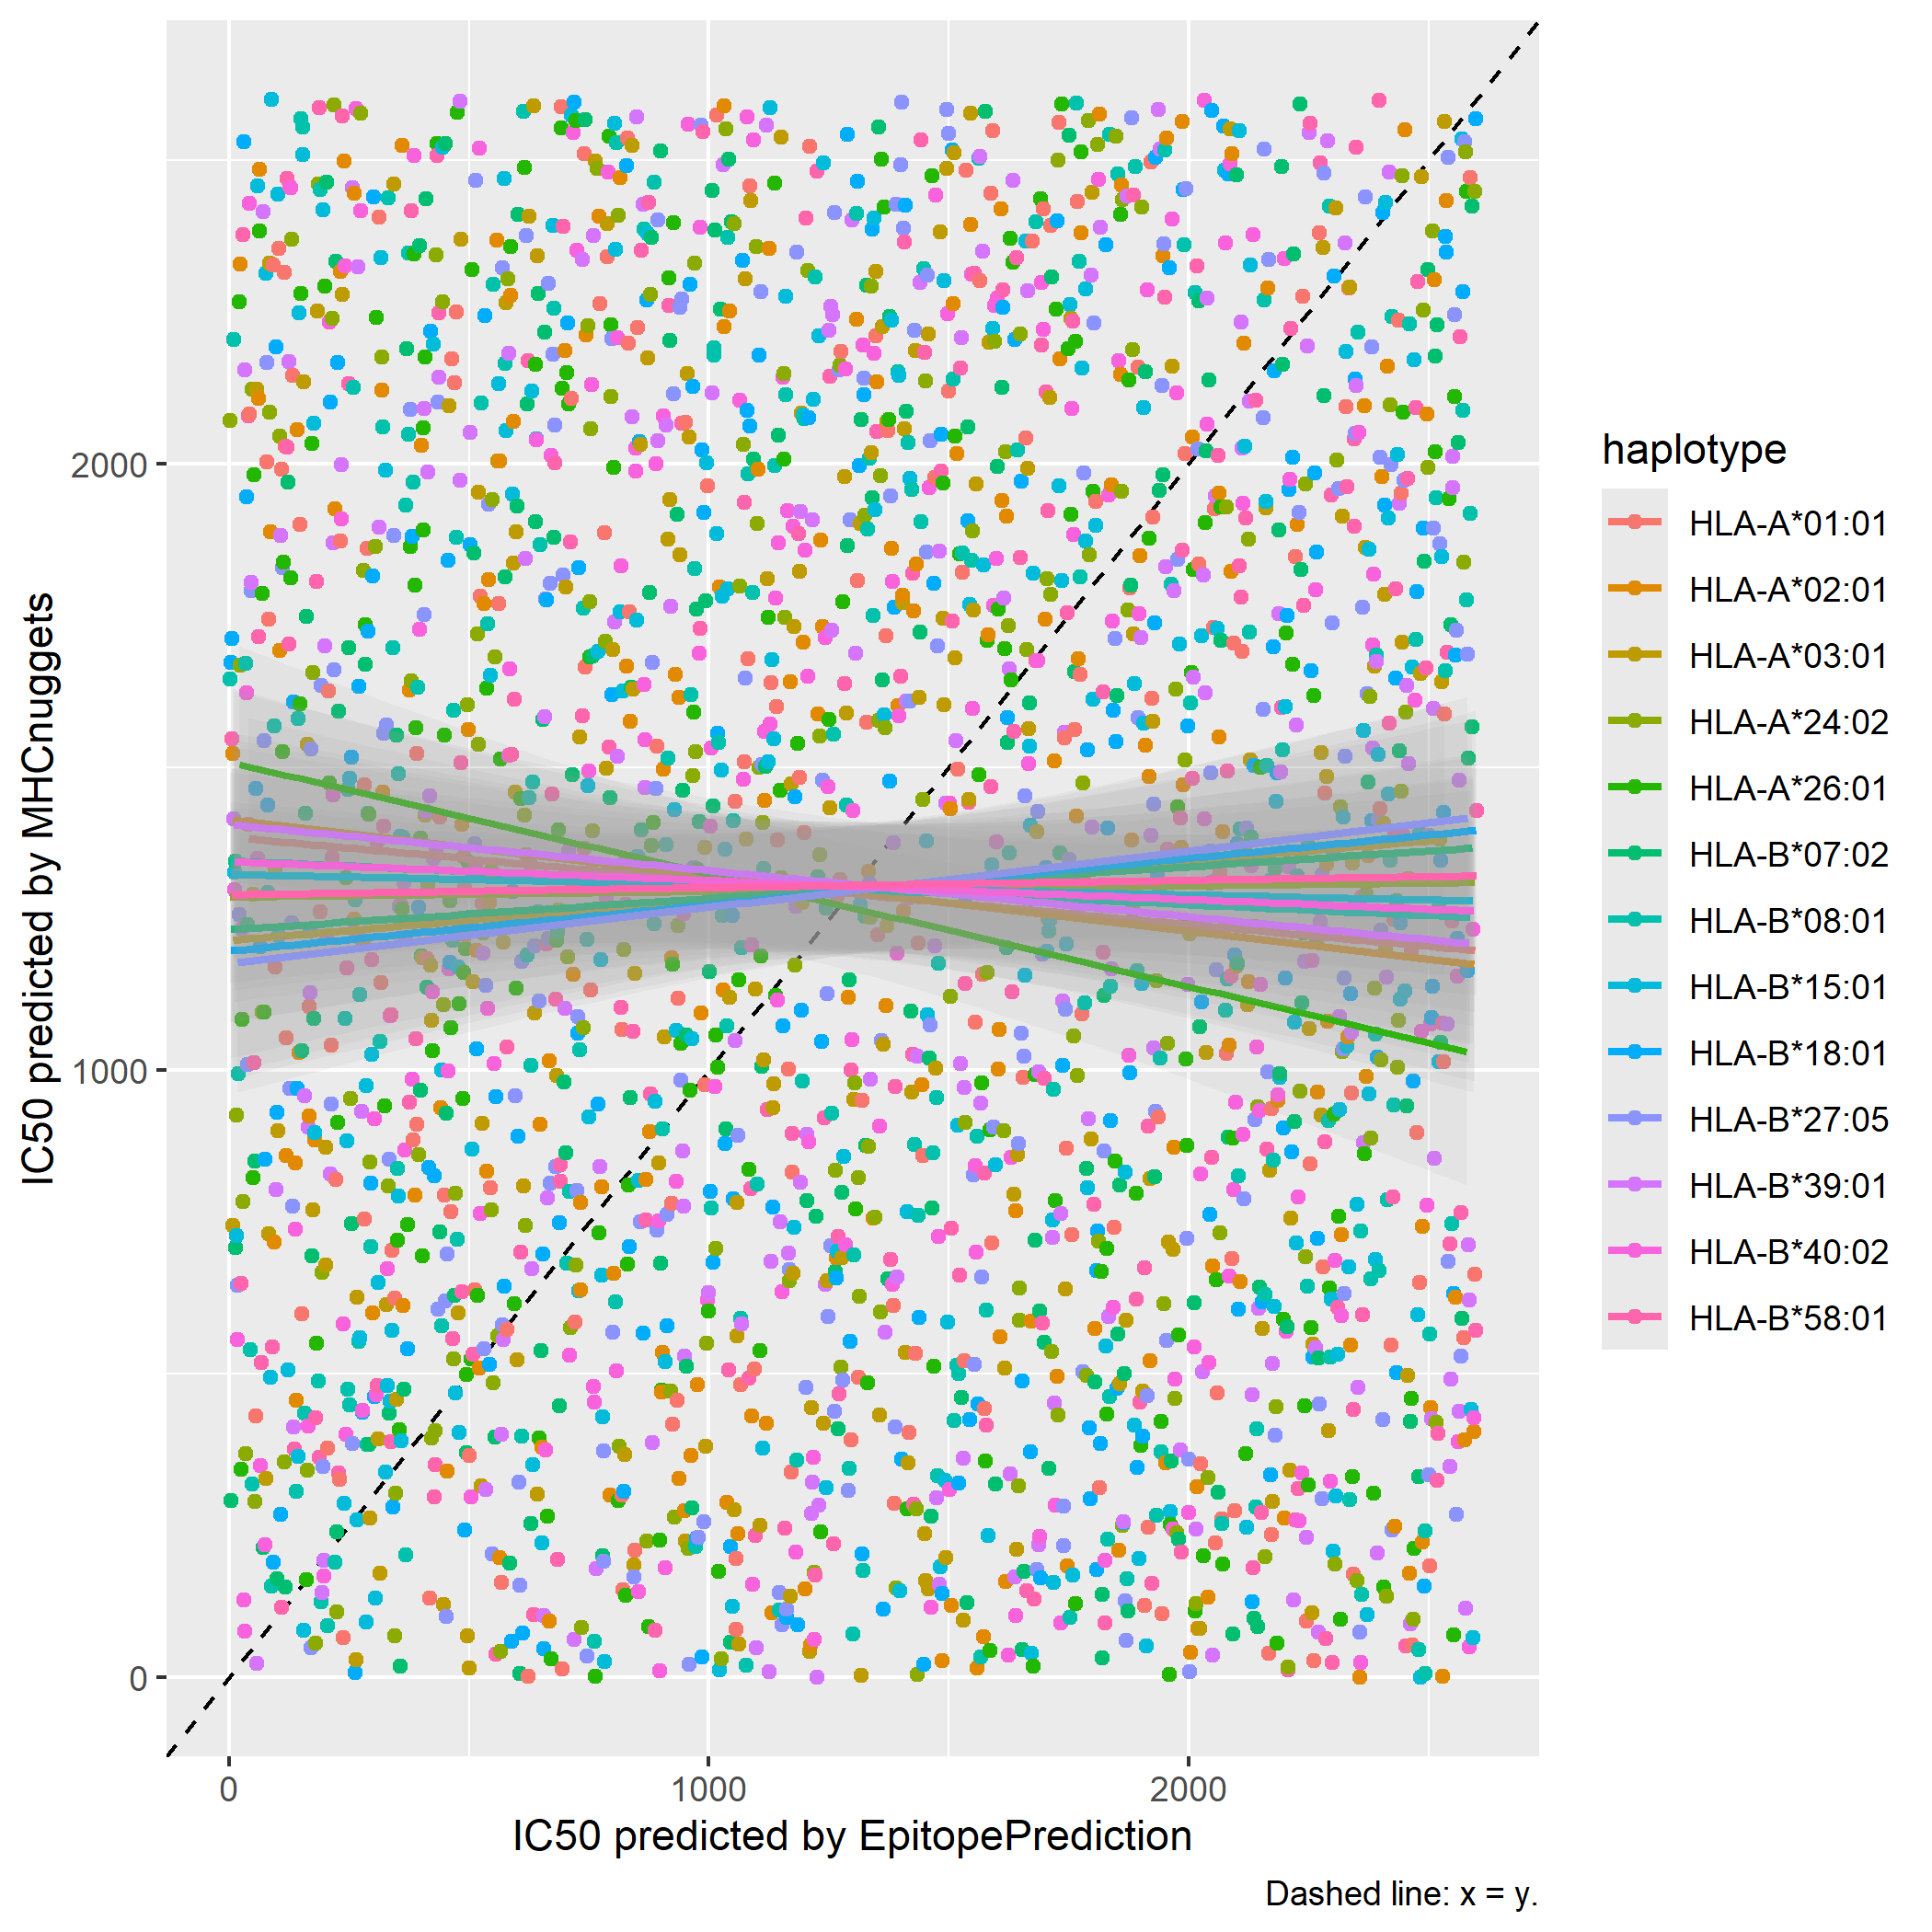 IC50 predicted by MHCnuggets
2000
1000
0
0 1000 2000
IC50 predicted by EpitopePrediction
Dashed line: x = y.
haplotype
HLA-A*01:01
HLA-A*02:01
HLA-A*03:01
HLA-A*24:02
HLA-A*26:01
HLA-B*07:02
HLA-B*08:01
HLA-B*15:01
HLA-B*18:01
HLA-B*27:05
HLA-B*39:01
HLA-B*40:02
HLA-B*58:01